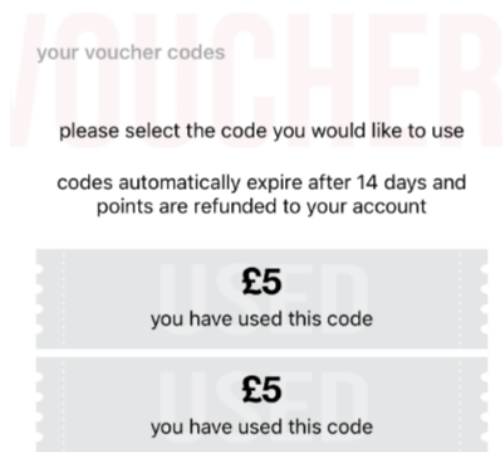 VOUCHER
your voucher codes
please select the code you would like to use
codes automatically expire after 14 days and
points are refunded to your account
USED
£5
you have used this code
USED
£5
you have used this code